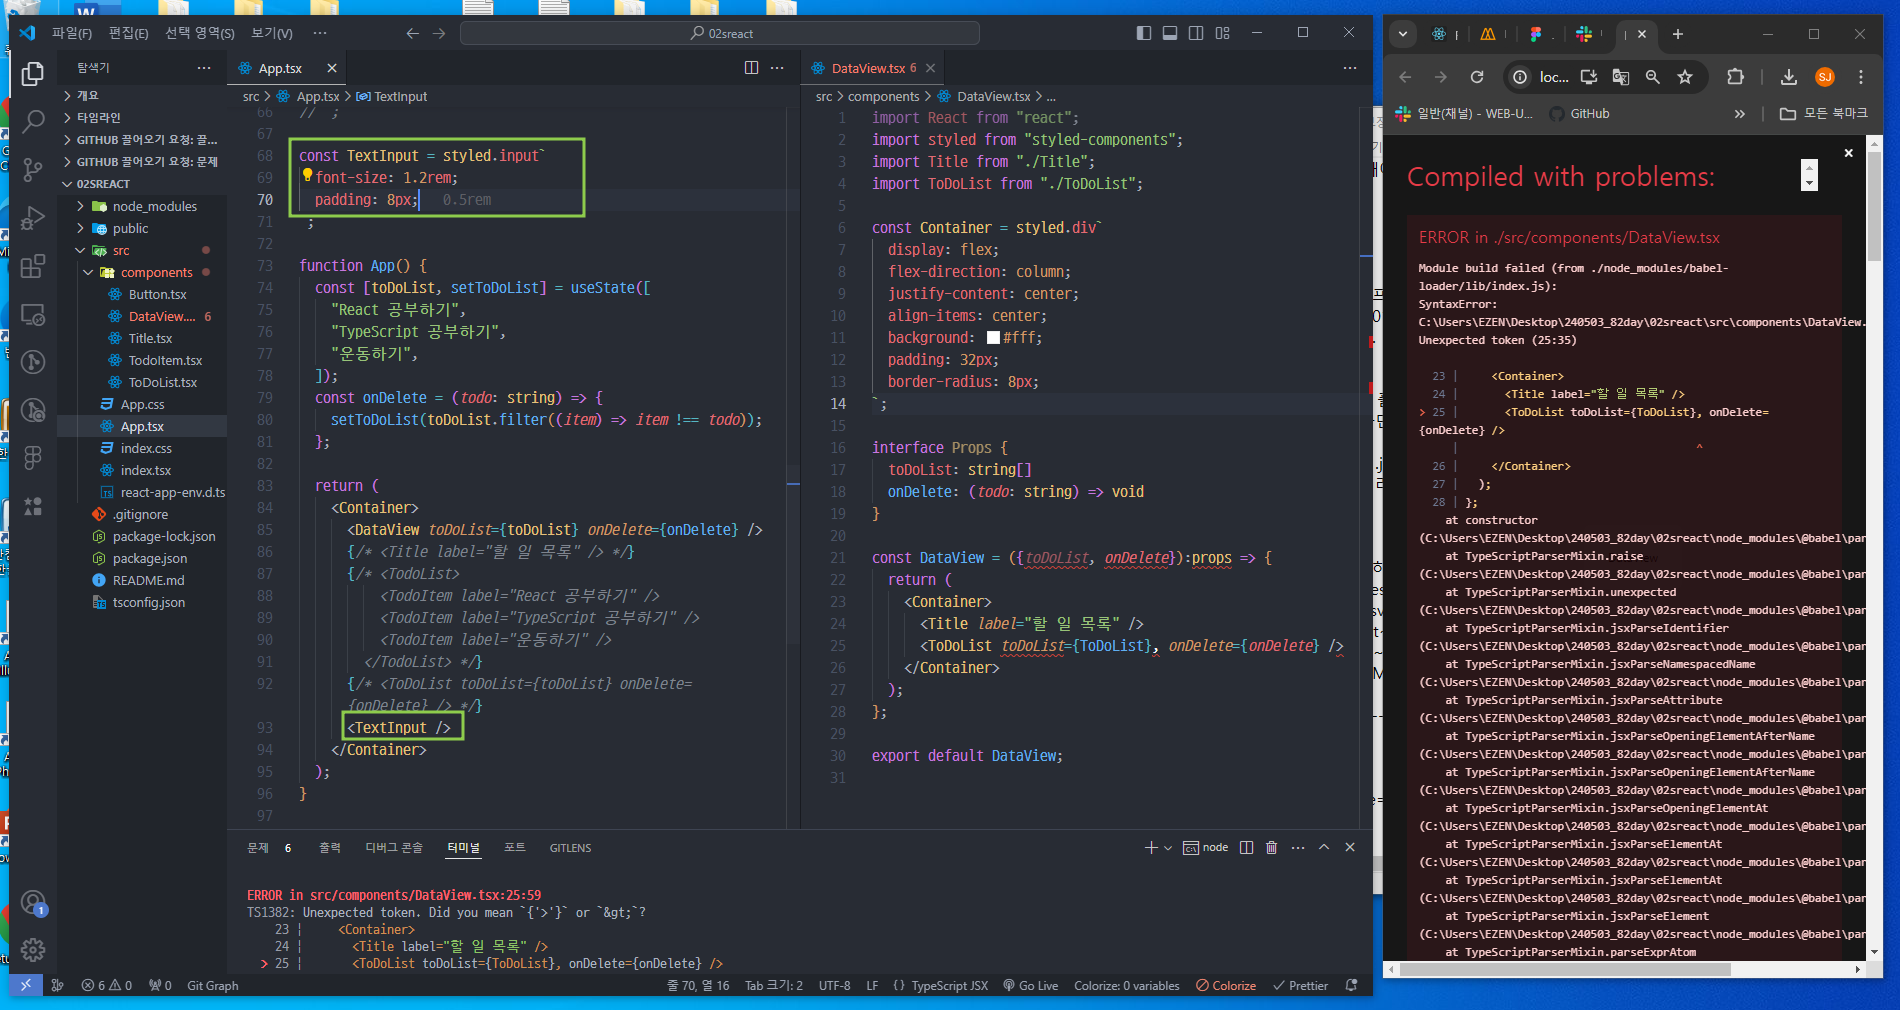 파일(F) 편집(E) 선택 영역(S) 보기(V) ··· 02sreact
탐색기
개요
타임라인
GITHUB 끌어오기 요청: 끌...
GITHUB 끌어오기 요청: 문제
02SREACT
node_modules
public
src
components
Button.tsx
DataView.... 6
Title.tsx
TodoItem.tsx
ToDoList.tsx
App.css
App.tsx
index.css
index.tsx
react-app-env.d.ts
.gitignore
package-lock.json
package.json
README.md
tsconfig.json
App.tsx
src > App.tsx > TextInput
66 // `;
67
68 const TextInput = styled.input`
69 font-size: 1.2rem;
70 padding: 8px; 0.5rem
71 `;
72
73 function App() {
74 const [toDoList, setToDoList] = useState([
75 "React 공부하기",
76 "TypeScript 공부하기",
77 "운동하기",
78 ]);
79 const onDelete = (todo: string) => {
80 setToDoList(toDoList.filter((item) => item !== todo));
81 };
82
83 return (
84 <Container>
85 <DataView toDoList={toDoList} onDelete={onDelete} />
86 {/* <Title label="할 일 목록" /> */}
87 {/* <TodoList>
88 <TodoItem label="React 공부하기" />
89 <TodoItem label="TypeScript 공부하기" />
90 <TodoItem label="운동하기" />
91 </TodoList> */}
92 {/* <ToDoList toDoList={toDoList} onDelete=
{onDelete} /> */}
93 <TextInput />
94 </Container>
95 );
96 }
97
DataView.tsx 6
src > components > DataView.tsx > ...
1 import React from "react";
2 import styled from "styled-components";
3 import Title from "./Title";
4 import ToDoList from "./ToDoList";
5
6 const Container = styled.div`
7 display: flex;
8 flex-direction: column;
9 justify-content: center;
10 align-items: center;
11 background: #fff;
12 padding: 32px;
13 border-radius: 8px;
14 `;
15
16 interface Props {
17 toDoList: string[]
18 onDelete: (todo: string) => void
19 }
20
21 const DataView = ({toDoList, onDelete}):props => {
22 return (
23 <Container>
24 <Title label="할 일 목록" />
25 <ToDoList toDoList={ToDoList}, onDelete={onDelete} />
26 </Container>
27 );
28 };
29
30 export default DataView;
31
문제 6 출력 디버그 콘솔 터미널 포트 GITLENS node
ERROR in src/components/DataView.tsx:25:59
TS1382: Unexpected token. Did you mean `{'>'}` or `&gt;`?
23 | <Container>
24 | <Title label="할 일 목록" />
> 25 | <ToDoList toDoList={ToDoList}, onDelete={onDelete} />
6 0 0 Git Graph 줄 70, 열 16 Tab 크기: 2 UTF-8 LF {} TypeScript JSX Go Live Colorize: 0 variables Colorize Prettier
loc... SJ
일반(채널) - WEB-U... GitHub 모든 북마크
Compiled with problems:
ERROR in ./src/components/DataView.tsx
Module build failed (from ./node_modules/babel-
loader/lib/index.js):
SyntaxError:
C:\Users\EZEN\Desktop\240503_82day\02sreact\src\components\DataView.
Unexpected token (25:35)
23 | <Container>
24 | <Title label="할 일 목록" />
> 25 | <ToDoList toDoList={ToDoList}, onDelete=
{onDelete} />
| ^
26 | </Container>
27 | );
28 | };
at constructor
(C:\Users\EZEN\Desktop\240503_82day\02sreact\node_modules\@babel\par
at TypeScriptParserMixin.raise
(C:\Users\EZEN\Desktop\240503_82day\02sreact\node_modules\@babel\par
at TypeScriptParserMixin.unexpected
(C:\Users\EZEN\Desktop\240503_82day\02sreact\node_modules\@babel\par
at TypeScriptParserMixin.jsxParseIdentifier
(C:\Users\EZEN\Desktop\240503_82day\02sreact\node_modules\@babel\par
at TypeScriptParserMixin.jsxParseNamespacedName
(C:\Users\EZEN\Desktop\240503_82day\02sreact\node_modules\@babel\par
at TypeScriptParserMixin.jsxParseAttribute
(C:\Users\EZEN\Desktop\240503_82day\02sreact\node_modules\@babel\par
at TypeScriptParserMixin.jsxParseOpeningElementAfterName
(C:\Users\EZEN\Desktop\240503_82day\02sreact\node_modules\@babel\par
at TypeScriptParserMixin.jsxParseOpeningElementAfterName
(C:\Users\EZEN\Desktop\240503_82day\02sreact\node_modules\@babel\par
at TypeScriptParserMixin.jsxParseOpeningElementAt
(C:\Users\EZEN\Desktop\240503_82day\02sreact\node_modules\@babel\par
at TypeScriptParserMixin.jsxParseElementAt
(C:\Users\EZEN\Desktop\240503_82day\02sreact\node_modules\@babel\par
at TypeScriptParserMixin.jsxParseElementAt
(C:\Users\EZEN\Desktop\240503_82day\02sreact\node_modules\@babel\par
at TypeScriptParserMixin.jsxParseElement
(C:\Users\EZEN\Desktop\240503_82day\02sreact\node_modules\@babel\par
at TypeScriptParserMixin.parseExprAtom